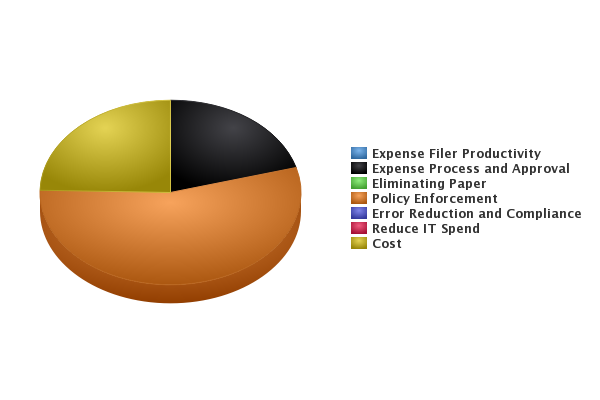 Expense Filer Productivity
Expense Process and Approval
Eliminating Paper
Policy Enforcement
Error Reduction and Compliance
Reduce IT Spend
Cost